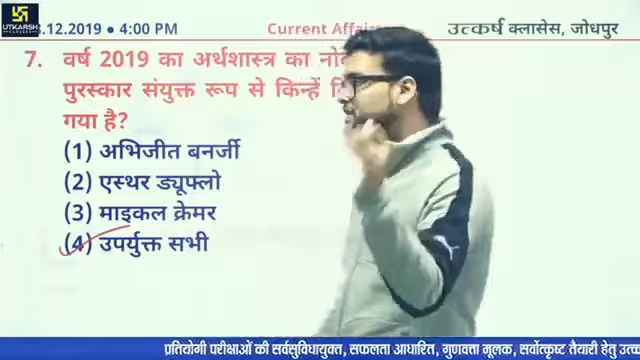 UTKARSH
.12.2019 • 4:00 PM
Current Affairs
उत्कर्ष क्लासेस, जोधपुर
7. वर्ष 2019 का अर्थशास्त्र का
पुरस्कार संयुक्त रूप से किन्हें
गया है?
(1) अभिजीत बनर्जी
(2) एस्थर ड्यूफ्लो
(3) माइकल क्रेमर
(4) उपर्युक्त सभी
प्रतियोगी परीक्षाओं की सर्वसुविधायुक्त, सफलता आधारित, गुणवत्ता मूलक, सर्वोत्कृष्ट तैयारी हेतु